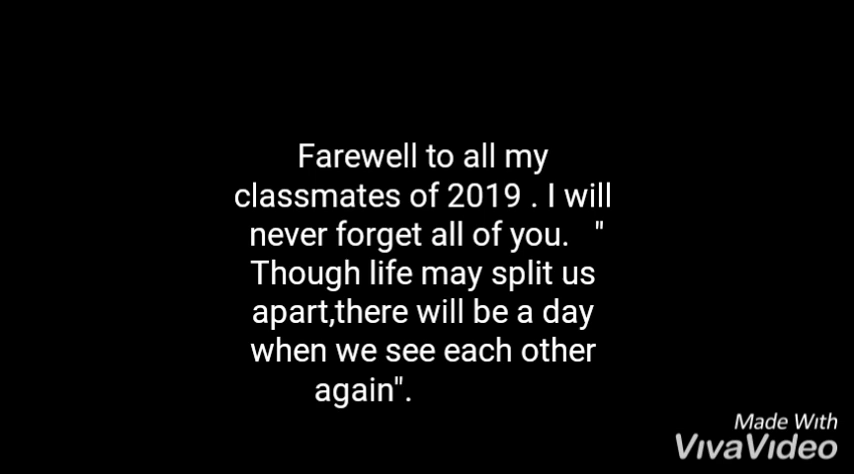 Farewell to all my
classmates of 2019 . I will
never forget all of you.   "
Though life may split us
apart,there will be a day
when we see each other
again".
Made With
VivaVideo